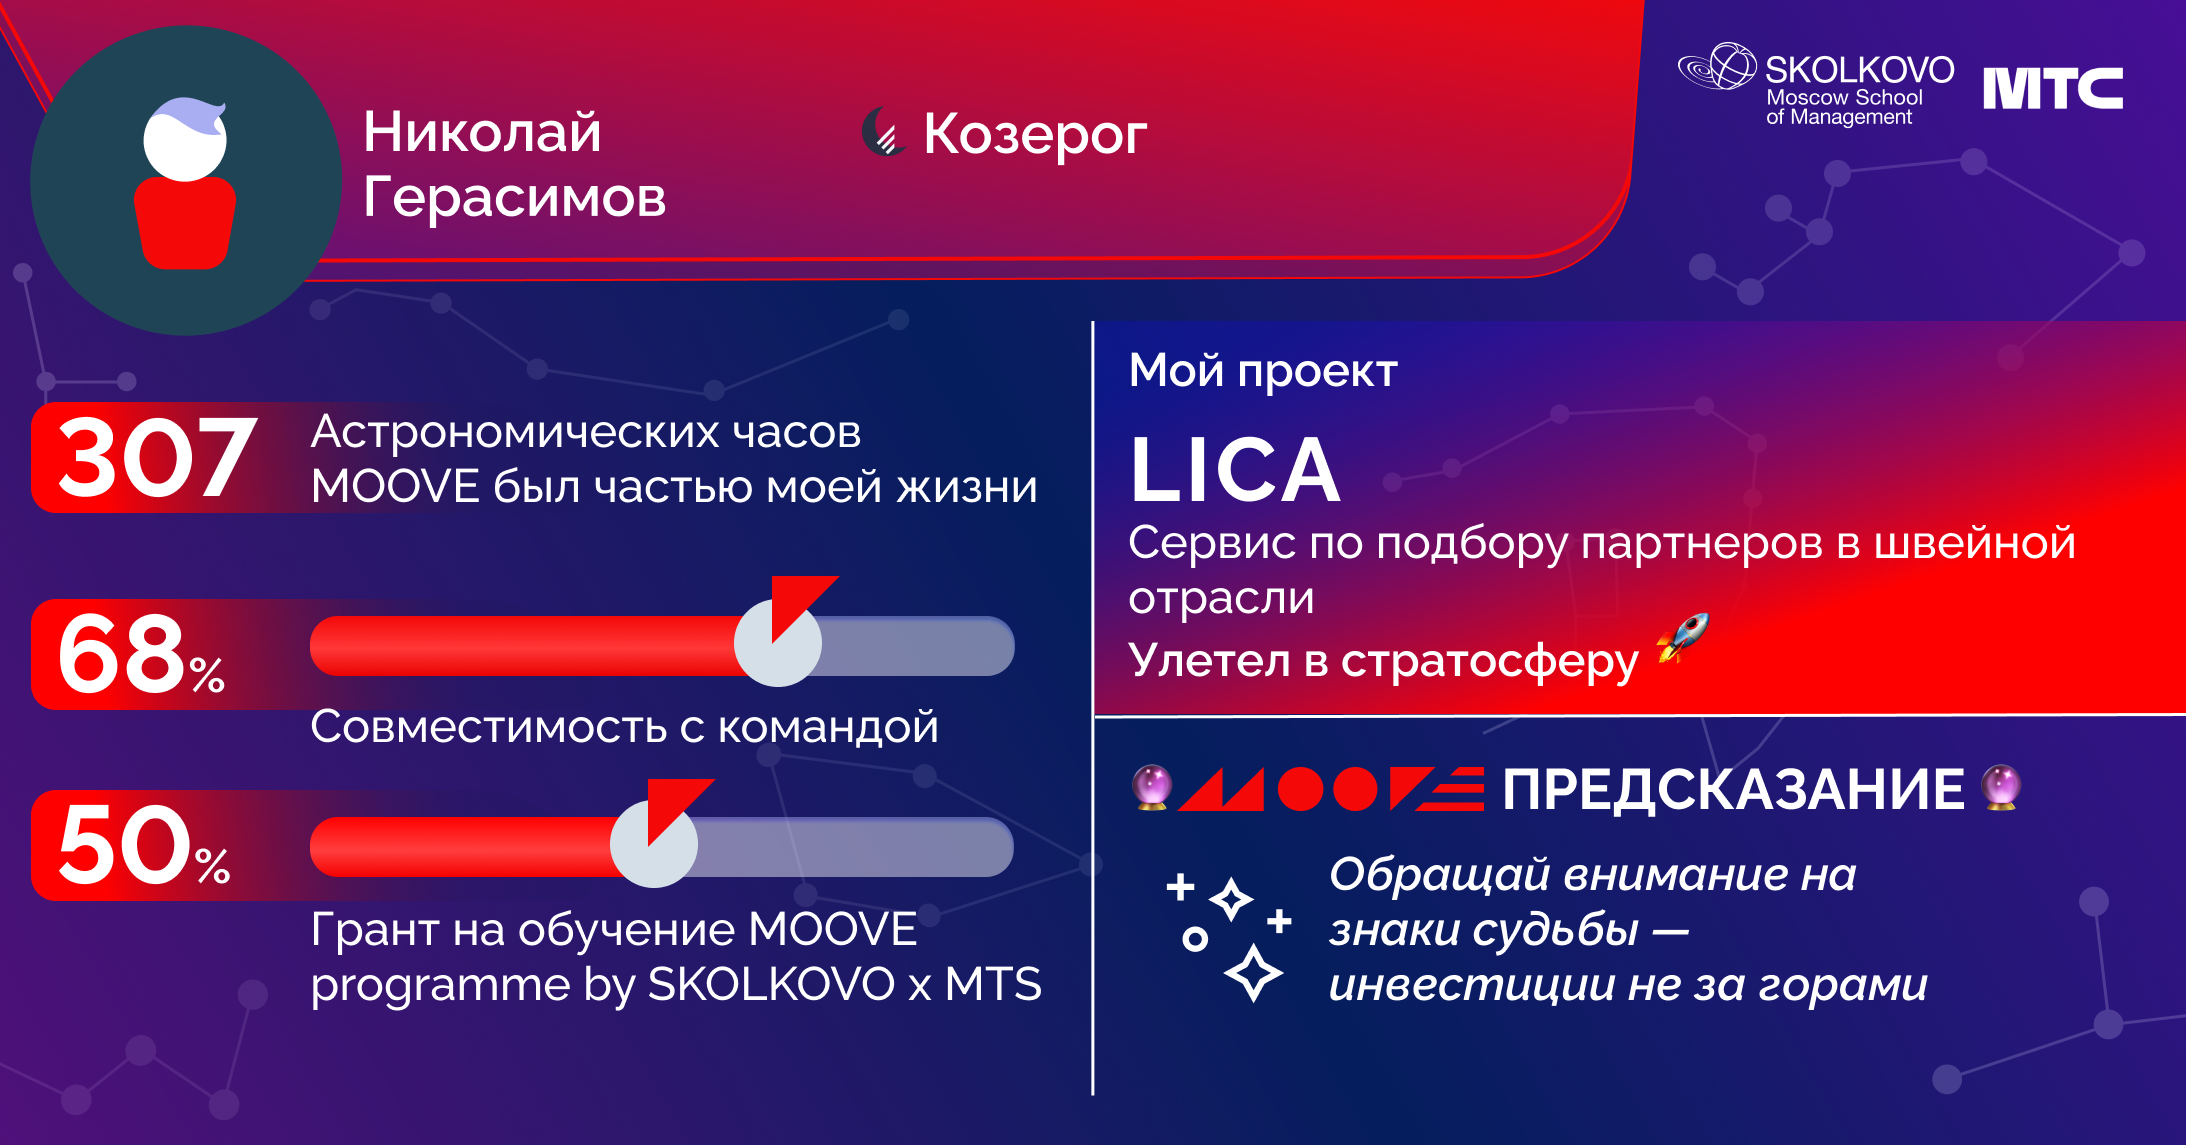 Николай
Герасимов
Козерог
SKOLKOVO
Moscow School
of Management
МТС
307
Астрономических часов
MOOVE был частью моей жизни
68%
Совместимость с командой
50%
Грант на обучение MOOVE
programme by SKOLKOVO x MTS
Мой проект
LICA
Сервис по подбору партнеров в швейной
отрасли
Улетел в стратосферу
MOOVE ПРЕДСКАЗАНИЕ
Обращай внимание на
знаки судьбы —
инвестиции не за горами